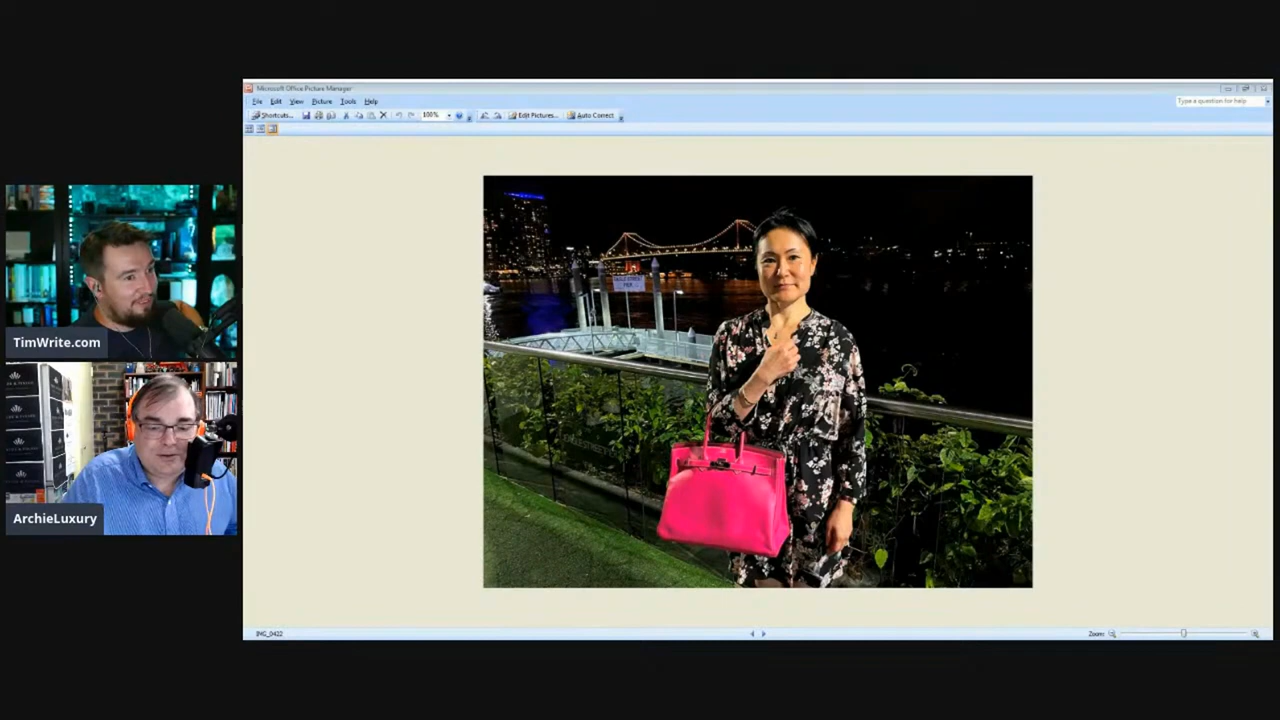 Microsoft Office Picture Manager
File Edit View Picture Tools Help
Type a question for help
Shortcuts... 100% Edit Pictures... Auto Correct
TimWrite.com
ArchieLuxury
IMG_0422
Zoom: